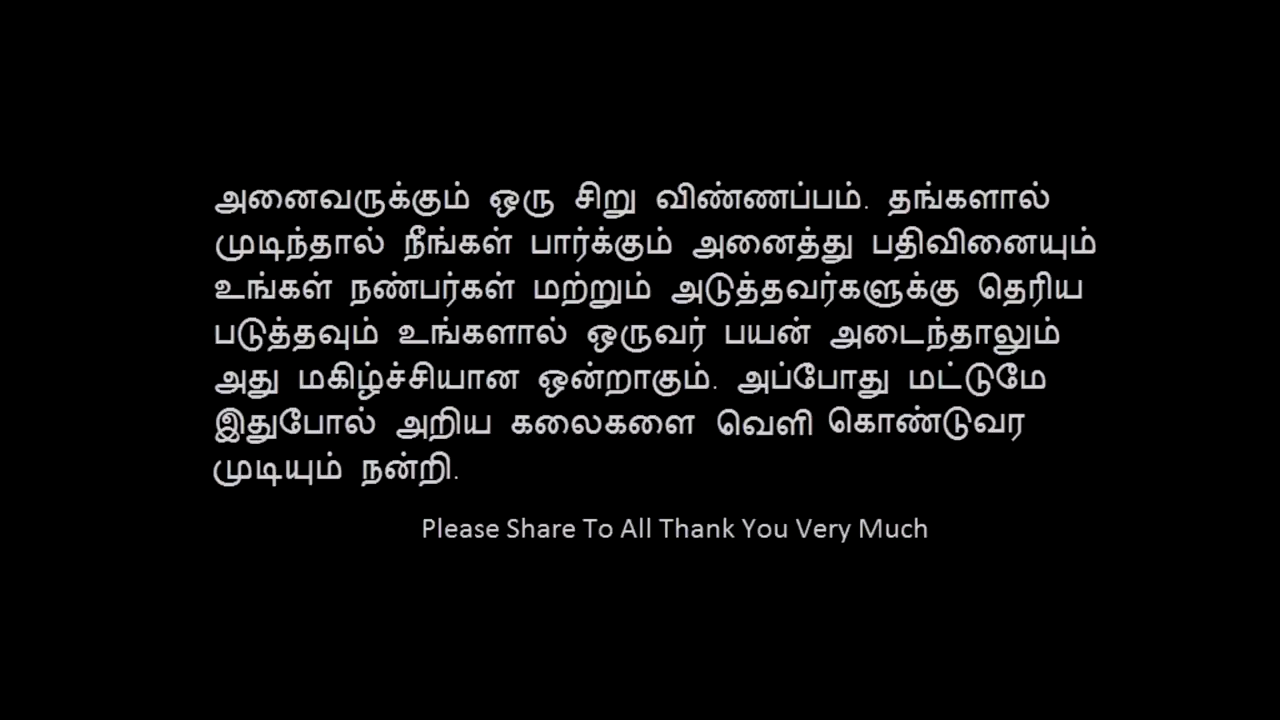 அனைவருக்கும் ஒரு சிறு விண்ணப்பம். தங்களால்
முடிந்தால் நீங்கள் பார்க்கும் அனைத்து பதிவினையும்
உங்கள் நண்பர்கள் மற்றும் அடுத்தவர்களுக்கு தெரிய
படுத்தவும் உங்களால் ஒருவர் பயன் அடைந்தாலும்
அது மகிழ்ச்சியான ஒன்றாகும். அப்போது மட்டுமே
இதுபோல் அறிய கலைகளை வெளி கொண்டுவர
முடியும் நன்றி.
Please Share To All Thank You Very Much